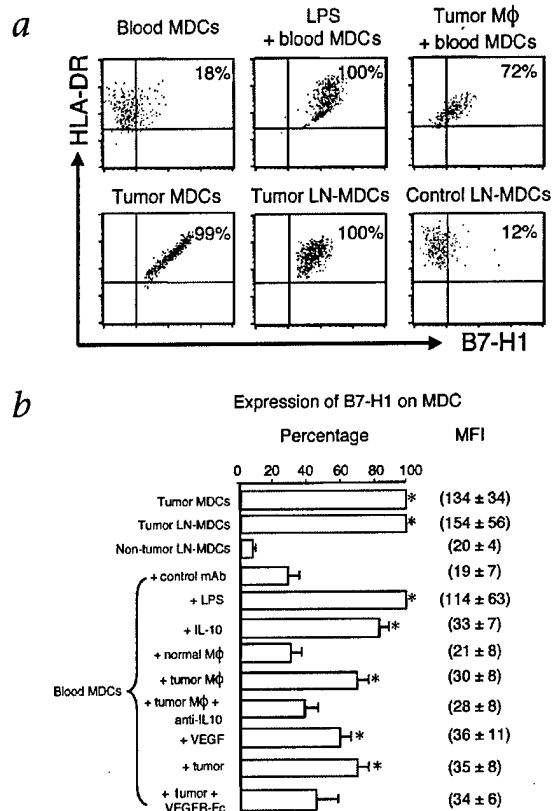 a
Blood MDCs
LPS
+ blood MDCs
Tumor MΦ
+ blood MDCs
HLA-DR
18%
100%
72%
Tumor MDCs
Tumor LN-MDCs
Control LN-MDCs
99%
100%
12%
B7-H1
b
Expression of B7-H1 on MDC
Percentage
MFI
0 20 40 60 80 100
Tumor MDCs * (134 ± 34)
Tumor LN-MDCs * (154 ± 56)
Non-tumor LN-MDCs (20 ± 4)
+ control mAb (19 ± 7)
+ LPS * (114 ± 63)
+ IL-10 * (33 ± 7)
+ normal MΦ (21 ± 8)
Blood MDCs
+ tumor MΦ * (30 ± 8)
+ tumor MΦ +
anti-IL10 (28 ± 8)
+ VEGF * (36 ± 11)
+ tumor * (35 ± 8)
+ tumor +
VEGFR-Fc (34 ± 6)